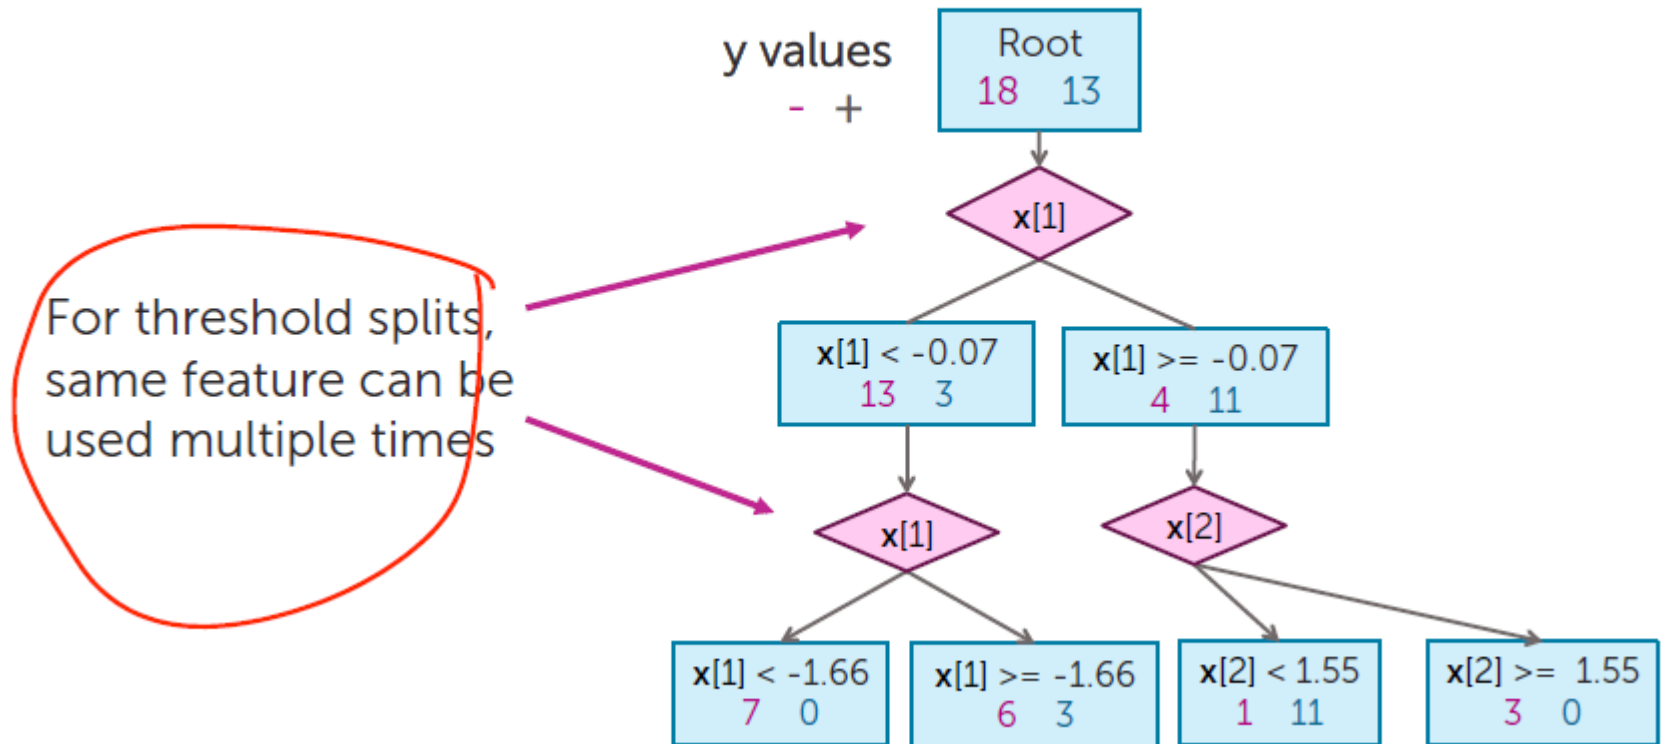 y values
- +
Root
18 13
x[1]
For threshold splits,
same feature can be
used multiple times
x[1] < -0.07
13 3
x[1] >= -0.07
4 11
x[1]
x[2]
x[1] < -1.66
7 0
x[1] >= -1.66
6 3
x[2] < 1.55
1 11
x[2] >= 1.55
3 0